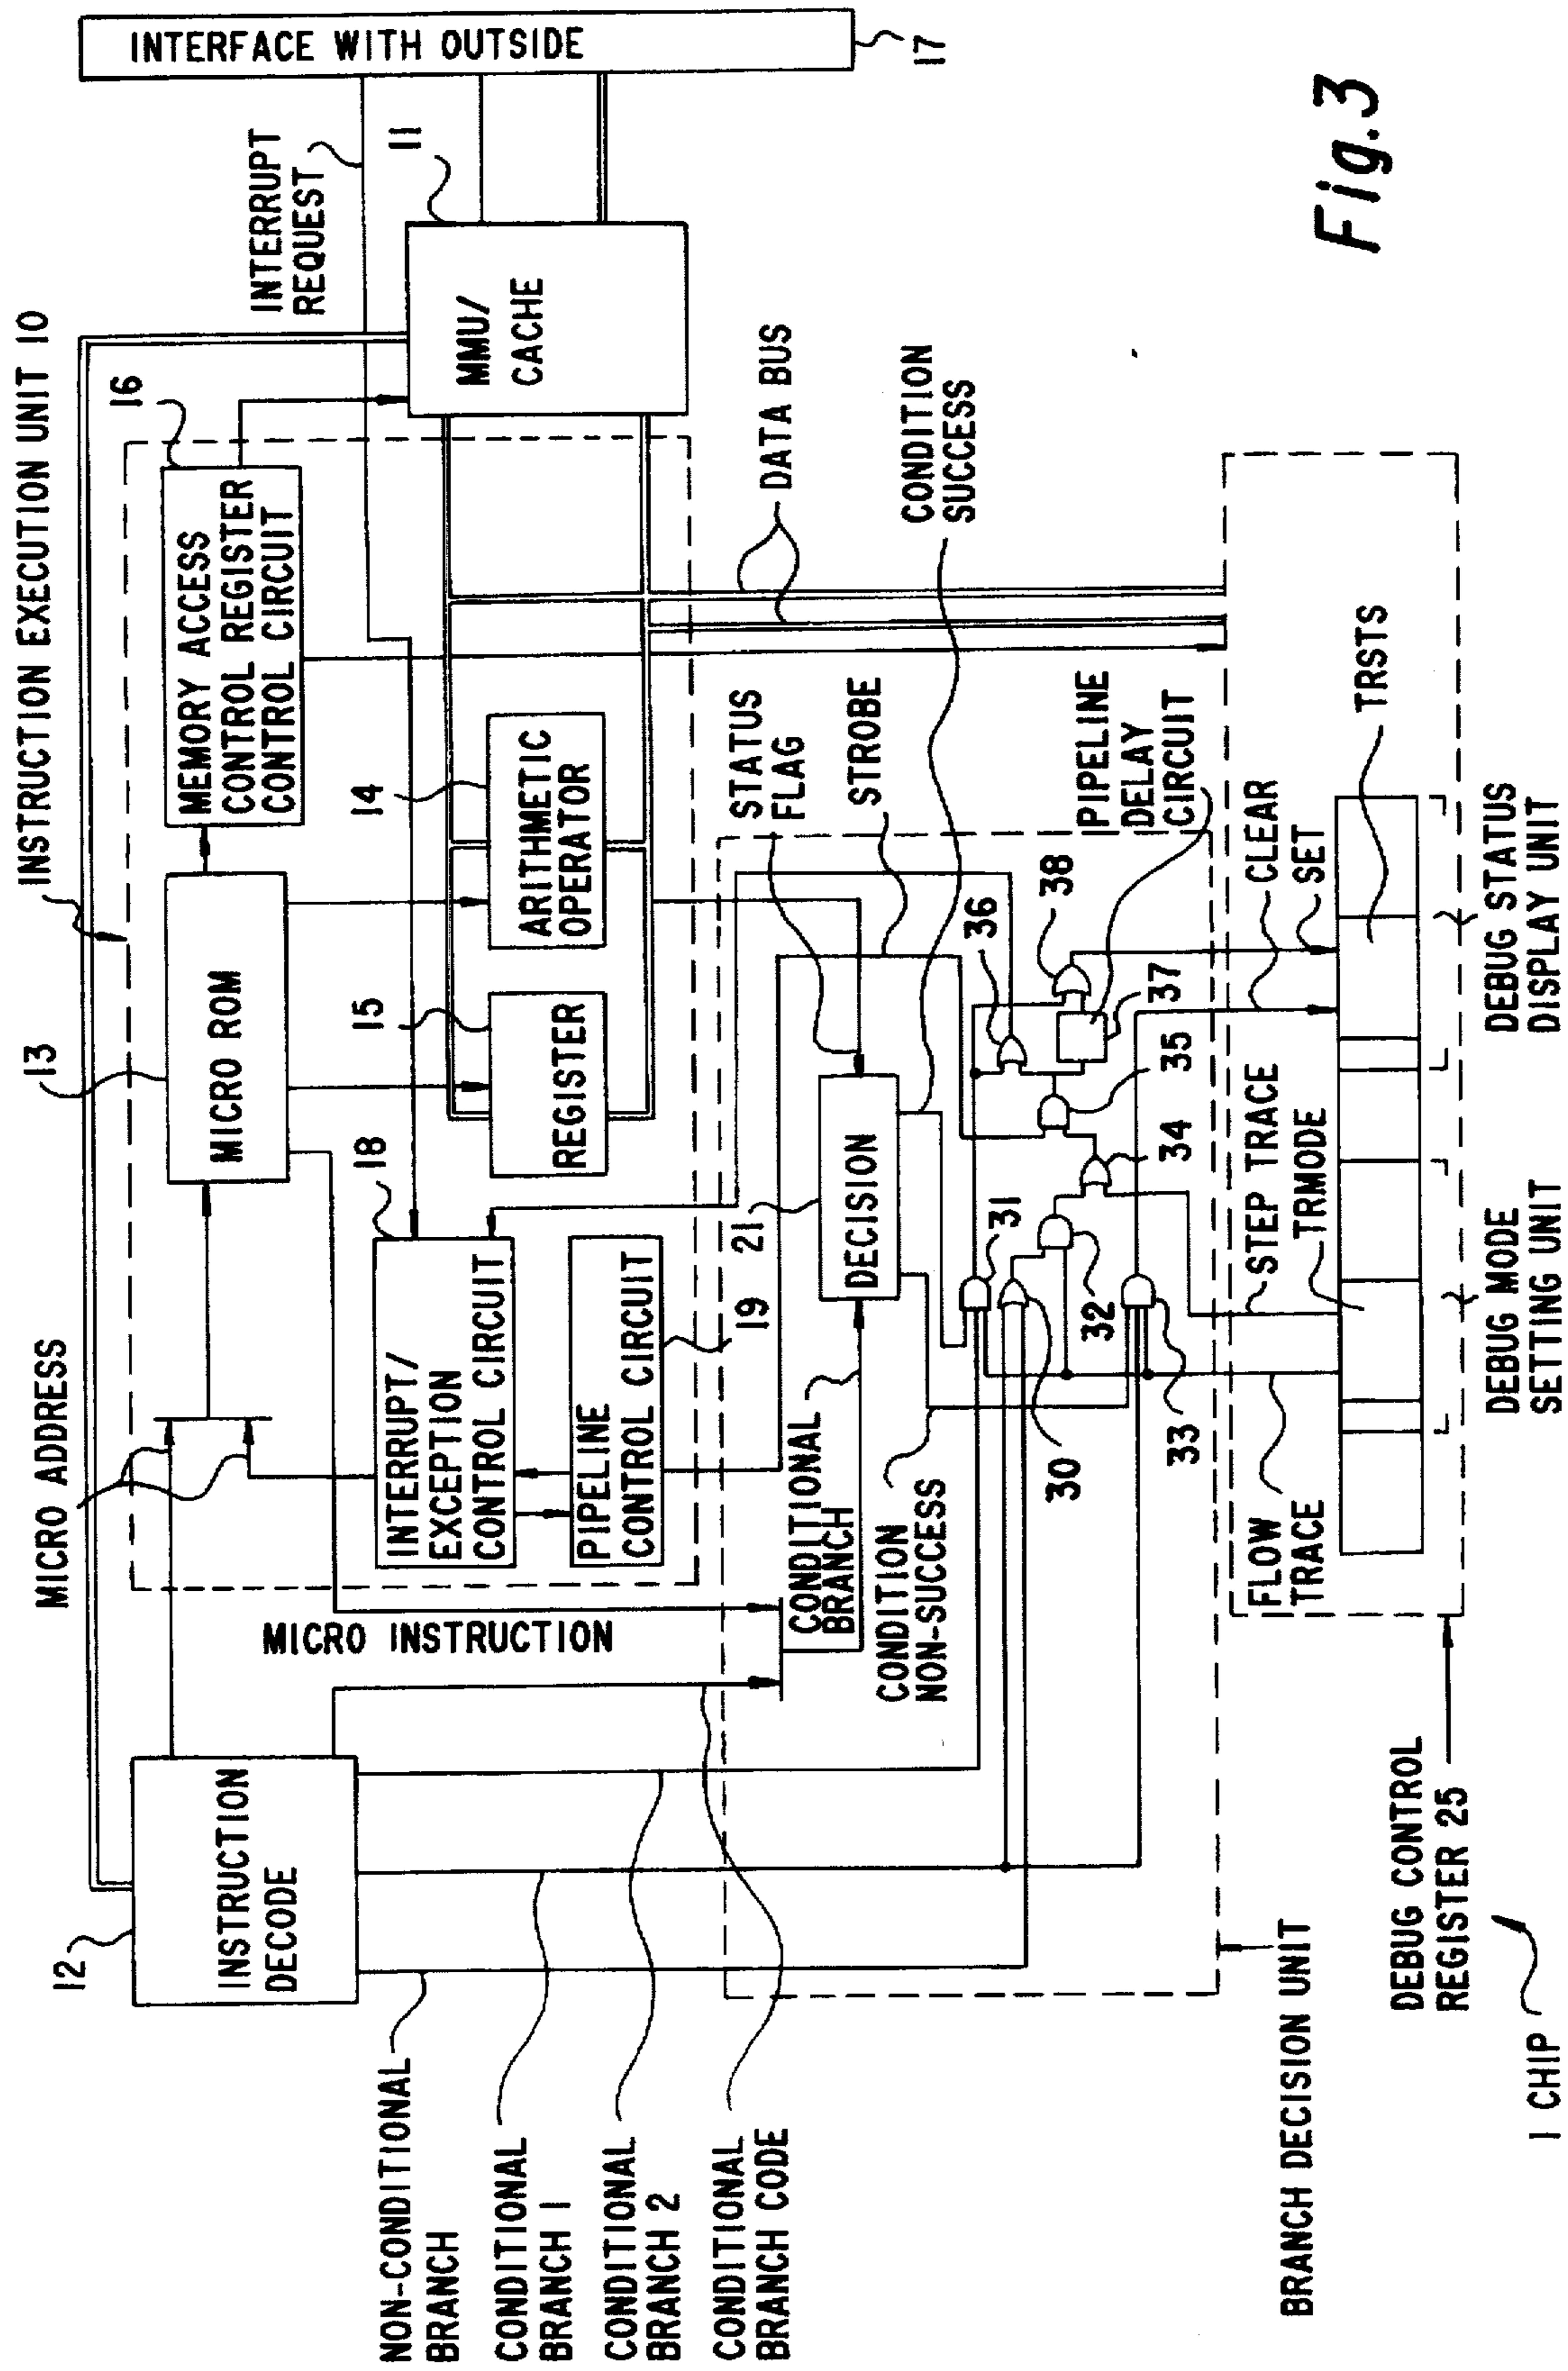 Fig.3
INSTRUCTION EXECUTION UNIT 10
12
INSTRUCTION
DECODE
MICRO ADDRESS
13
MICRO ROM
16
MEMORY ACCESS
CONTROL REGISTER
CONTROL CIRCUIT
INTERRUPT
REQUEST
11
MMU/
CACHE
INTERFACE WITH OUTSIDE
17
MICRO INSTRUCTION
18
INTERRUPT/
EXCEPTION
CONTROL CIRCUIT
PIPELINE
CONTROL CIRCUIT
19
15
REGISTER
14
ARITHMETIC
OPERATOR
DATA BUS
NON-CONDITIONAL
BRANCH
CONDITIONAL
BRANCH 1
CONDITIONAL
BRANCH 2
CONDITIONAL
BRANCH CODE
CONDITIONAL
BRANCH
CONDITION
NON-SUCCESS
21
DECISION
STATUS
FLAG
STROBE
CONDITION
SUCCESS
PIPELINE
DELAY
CIRCUIT
30
31
32
33
34
35
36
37
38
BRANCH DECISION UNIT
FLOW
TRACE
STEP TRACE
TRMODE
CLEAR
SET
TRSTS
DEBUG CONTROL
REGISTER 25
DEBUG MODE
SETTING UNIT
DEBUG STATUS
DISPLAY UNIT
1 CHIP